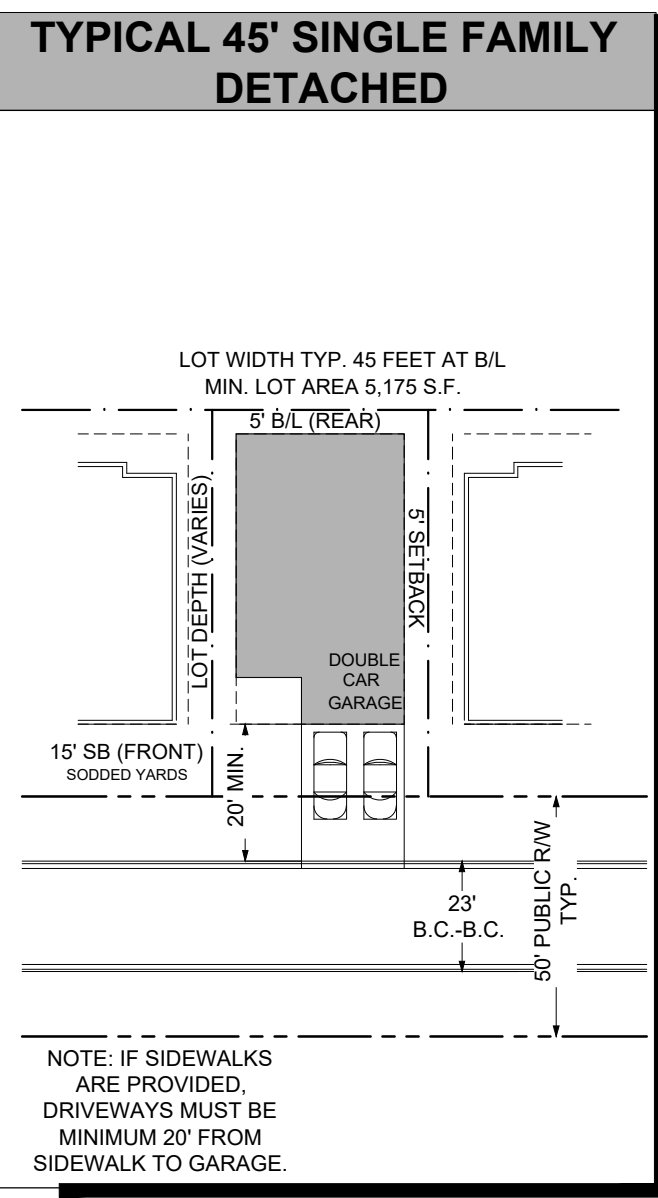 TYPICAL 45' SINGLE FAMILY
DETACHED
LOT WIDTH TYP. 45 FEET AT B/L
MIN. LOT AREA 5,175 S.F.
5' B/L (REAR)
LOT DEPTH (VARIES)
5' SETBACK
DOUBLE
CAR
GARAGE
15' SB (FRONT)
SODDED YARDS
20' MIN.
23'
B.C.-B.C.
50' PUBLIC R/W
TYP.
NOTE: IF SIDEWALKS
ARE PROVIDED,
DRIVEWAYS MUST BE
MINIMUM 20' FROM
SIDEWALK TO GARAGE.